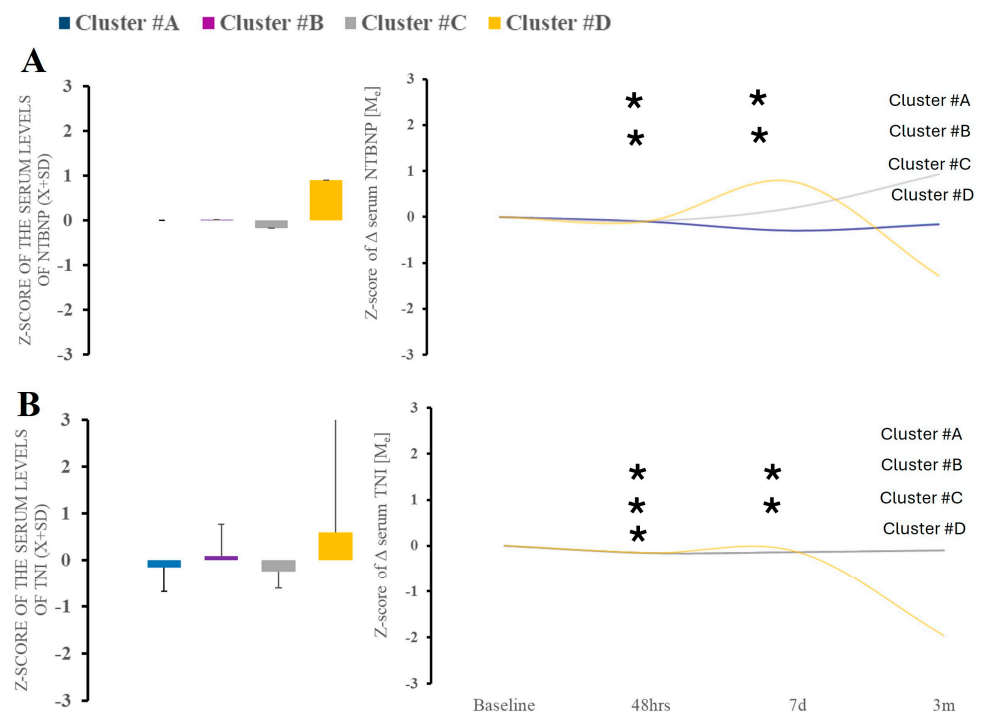 Cluster #A Cluster #B Cluster #C Cluster #D
A
Z-SCORE OF THE SERUM LEVELS
OF NTBNP (X+SD)
3
2
1
0
-1
-2
-3
Z-score of Δ serum NTBNP [Me]
3
2
1
0
-1
-2
-3
* *
* *
Cluster #A
Cluster #B
Cluster #C
Cluster #D
B
Z-SCORE OF THE SERUM LEVELS
OF TNI (X+SD)
3
2
1
0
-1
-2
-3
Z-score of Δ serum TNI [Me]
3
2
1
0
-1
-2
-3
* *
* *
*
Cluster #A
Cluster #B
Cluster #C
Cluster #D
Baseline 48hrs 7d 3m